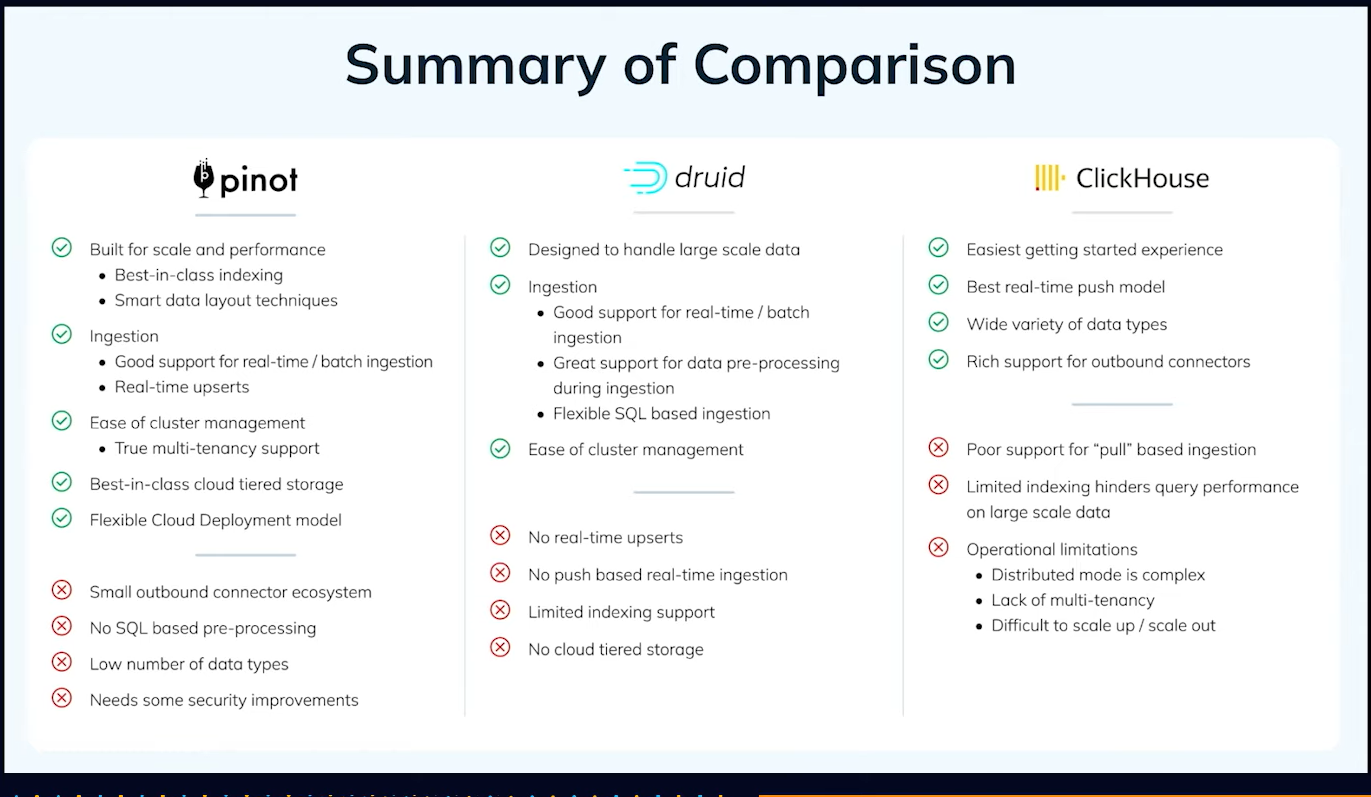 Summary of Comparison
pinot
Built for scale and performance
• Best-in-class indexing
• Smart data layout techniques
Ingestion
• Good support for real-time / batch ingestion
• Real-time upserts
Ease of cluster management
• True multi-tenancy support
Best-in-class cloud tiered storage
Flexible Cloud Deployment model
Small outbound connector ecosystem
No SQL based pre-processing
Low number of data types
Needs some security improvements
druid
Designed to handle large scale data
Ingestion
• Good support for real-time / batch
ingestion
• Great support for data pre-processing
during ingestion
• Flexible SQL based ingestion
Ease of cluster management
No real-time upserts
No push based real-time ingestion
Limited indexing support
No cloud tiered storage
ClickHouse
Easiest getting started experience
Best real-time push model
Wide variety of data types
Rich support for outbound connectors
Poor support for “pull” based ingestion
Limited indexing hinders query performance
on large scale data
Operational limitations
• Distributed mode is complex
• Lack of multi-tenancy
• Difficult to scale up / scale out